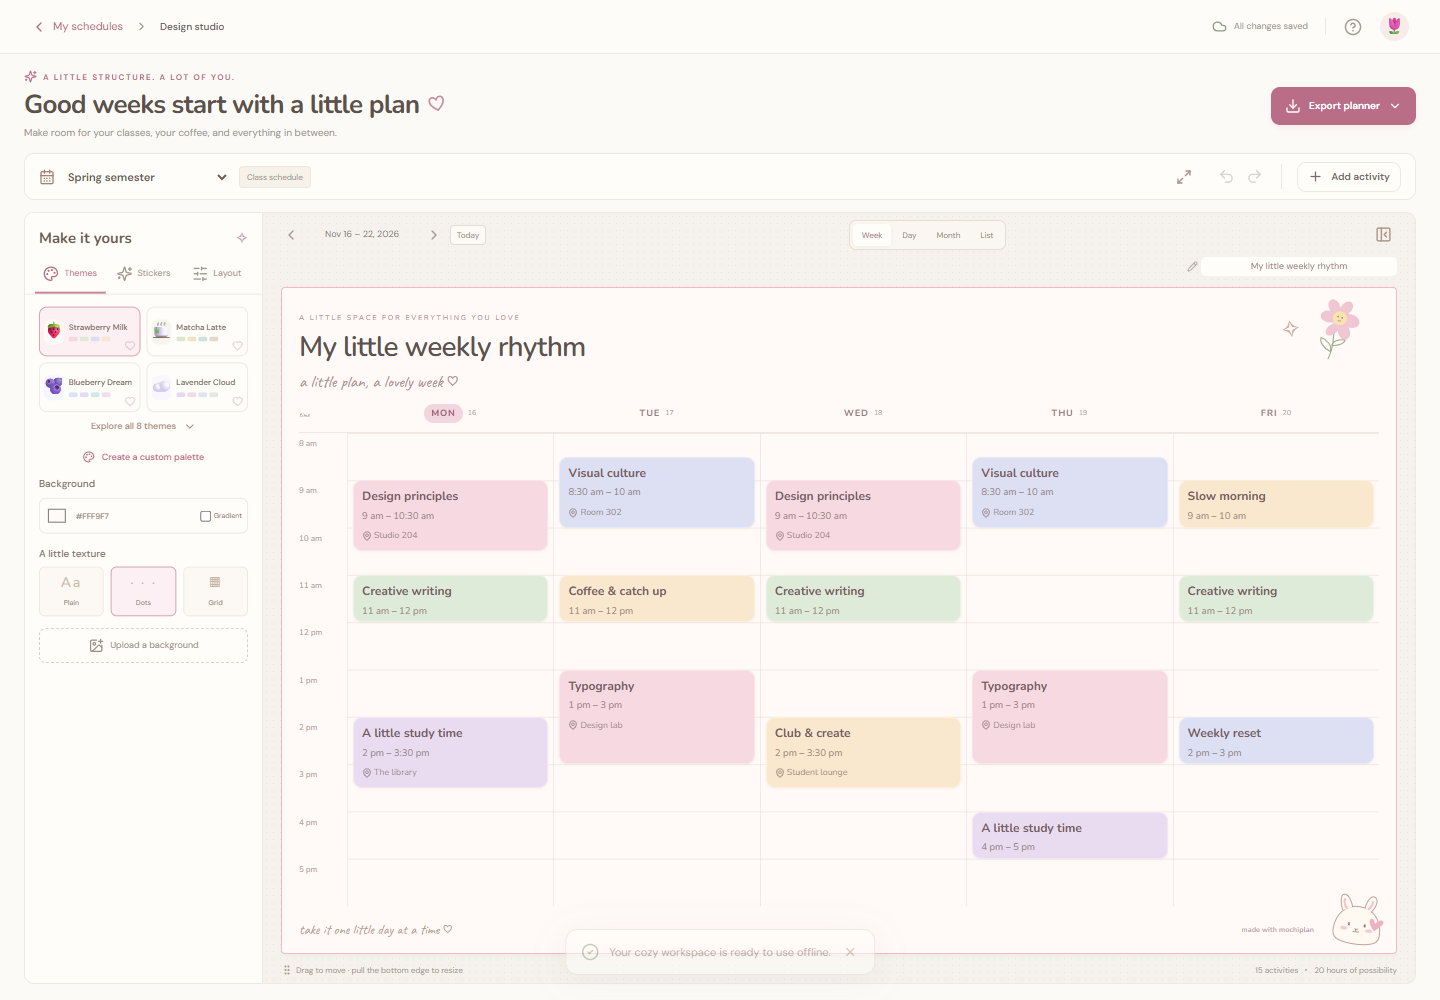 My schedules
Design studio
All changes saved
A LITTLE STRUCTURE. A LOT OF YOU.
Good weeks start with a little plan
Make room for your classes, your coffee, and everything in between.
Export planner
Spring semester
Class schedule
Add activity
Make it yours
Themes
Stickers
Layout
Strawberry Milk
Matcha Latte
Blueberry Dream
Lavender Cloud
Explore all 8 themes
Create a custom palette
Background
#FFF9F7
Gradient
A little texture
Aa
Plain
Dots
Grid
Upload a background
Nov 16 – 22, 2026
Today
Week
Day
Month
List
My little weekly rhythm
A LITTLE SPACE FOR EVERYTHING YOU LOVE
My little weekly rhythm
a little plan, a lovely week
MON 16
TUE 17
WED 18
THU 19
FRI 20
8 am
9 am
10 am
11 am
12 pm
1 pm
2 pm
3 pm
4 pm
5 pm
Design principles
9 am – 10:30 am
Studio 204
Creative writing
11 am – 12 pm
A little study time
2 pm – 3:30 pm
The library
Visual culture
8:30 am – 10 am
Room 302
Coffee & catch up
11 am – 12 pm
Typography
1 pm – 3 pm
Design lab
Design principles
9 am – 10:30 am
Studio 204
Creative writing
11 am – 12 pm
Club & create
2 pm – 3:30 pm
Student lounge
Visual culture
8:30 am – 10 am
Room 302
Typography
1 pm – 3 pm
Design lab
A little study time
4 pm – 5 pm
Slow morning
9 am – 10 am
Creative writing
11 am – 12 pm
Weekly reset
2 pm – 3 pm
take it one little day at a time
made with mochiplan
Your cozy workspace is ready to use offline.
Drag to move · pull the bottom edge to resize
15 activities • 20 hours of possibility